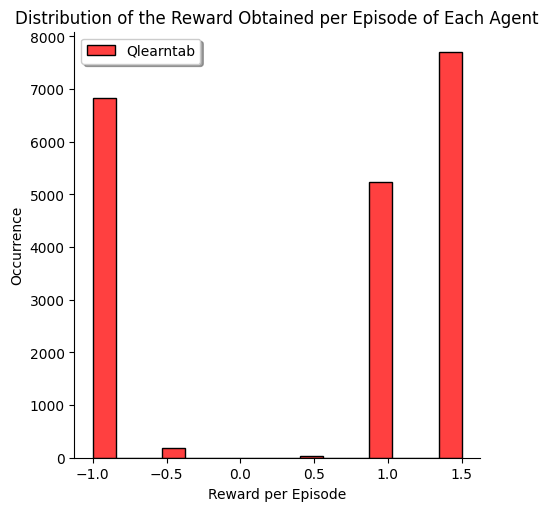 Distribution of the Reward Obtained per Episode of Each Agent
Qlearntab
8000
7000
6000
5000
4000
3000
2000
1000
0
Occurrence
−1.0 −0.5 0.0 0.5 1.0 1.5
Reward per Episode